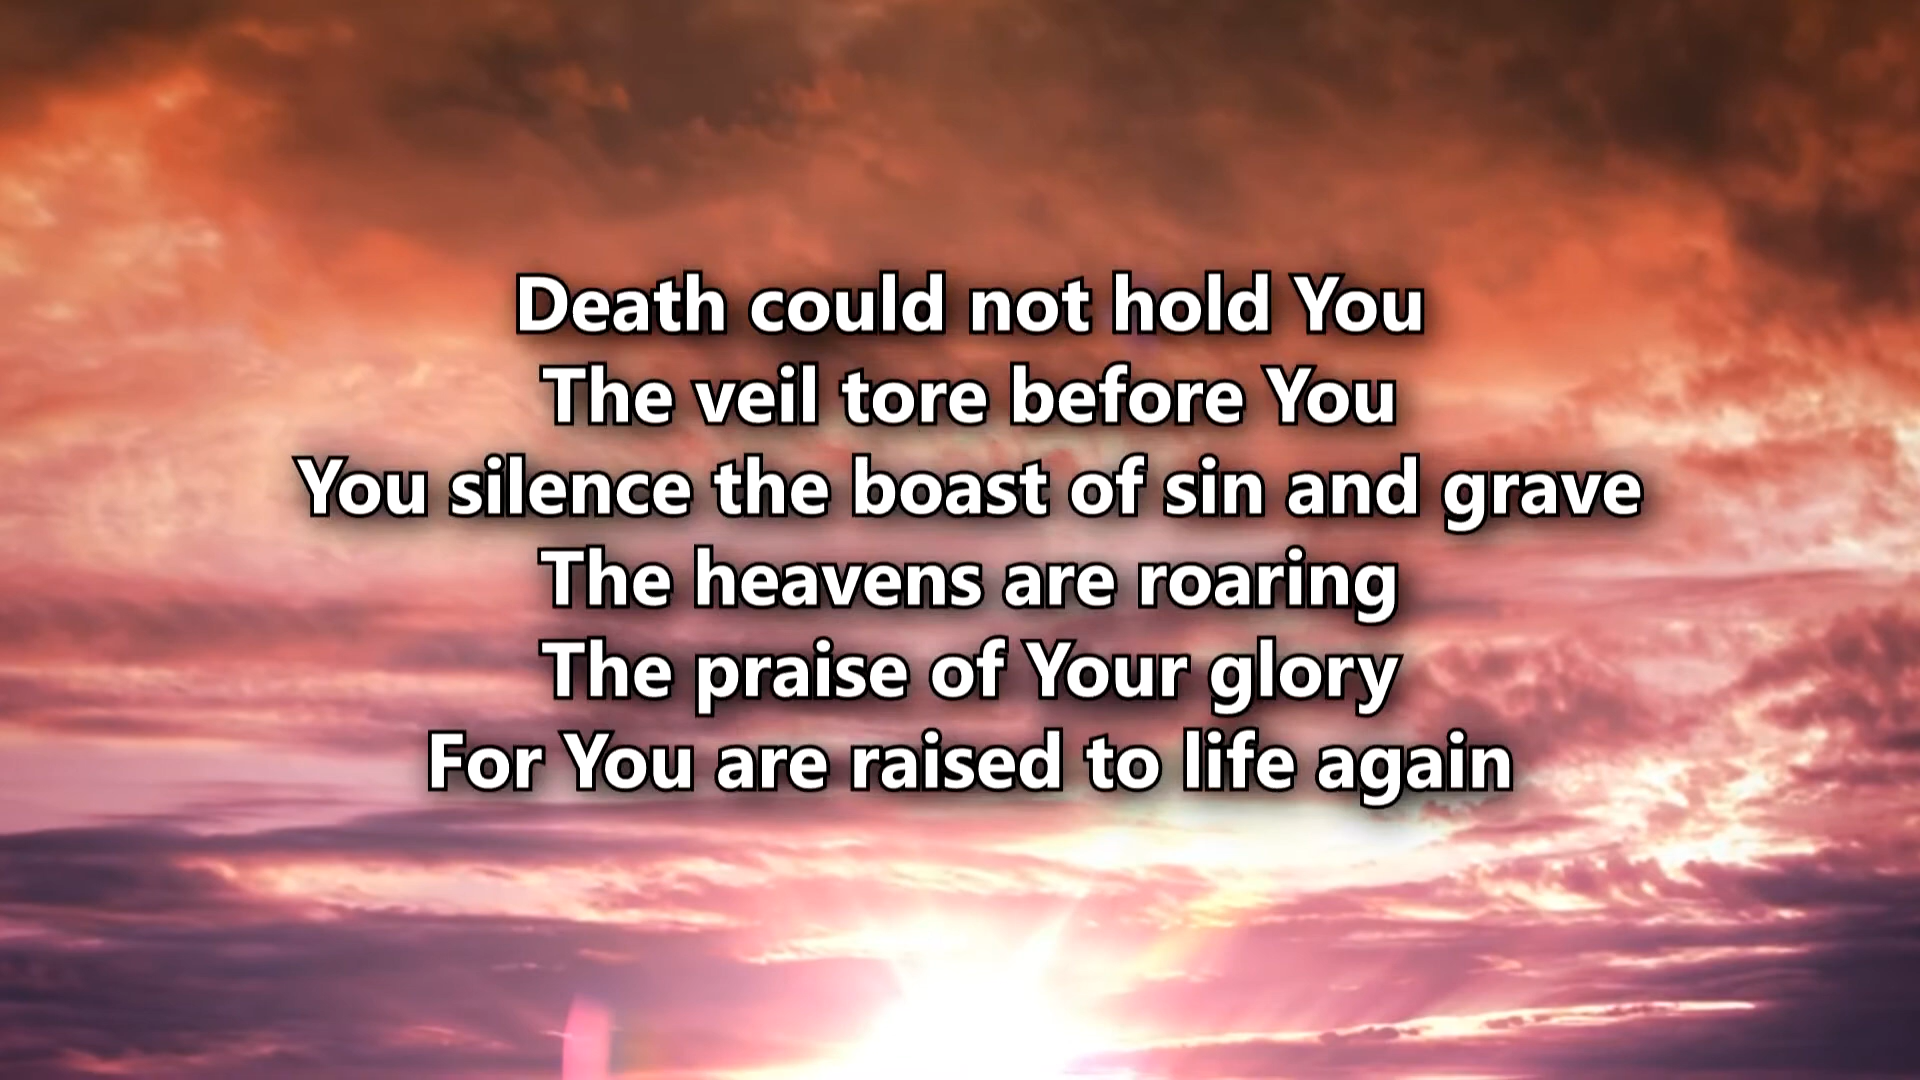 Death could not hold You
The veil tore before You
You silence the boast of sin and grave
The heavens are roaring
The praise of Your glory
For You are raised to life again